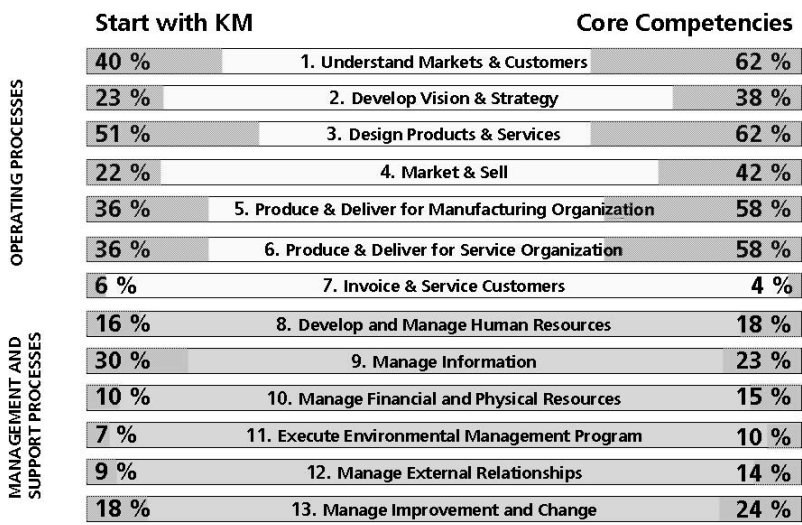 Start with KM Core Competencies
OPERATING PROCESSES
40 % 1. Understand Markets & Customers 62 %
23 % 2. Develop Vision & Strategy 38 %
51 % 3. Design Products & Services 62 %
22 % 4. Market & Sell 42 %
36 % 5. Produce & Deliver for Manufacturing Organization 58 %
36 % 6. Produce & Deliver for Service Organization 58 %
6 % 7. Invoice & Service Customers 4 %
MANAGEMENT AND
SUPPORT PROCESSES
16 % 8. Develop and Manage Human Resources 18 %
30 % 9. Manage Information 23 %
10 % 10. Manage Financial and Physical Resources 15 %
7 % 11. Execute Environmental Management Program 10 %
9 % 12. Manage External Relationships 14 %
18 % 13. Manage Improvement and Change 24 %